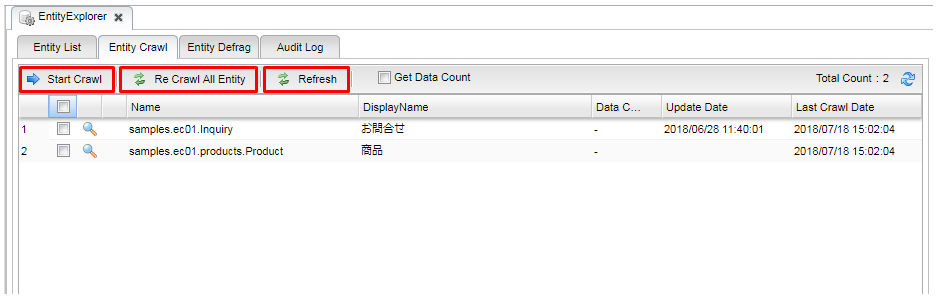 EntityExplorer
Entity List Entity Crawl Entity Defrag Audit Log
Start Crawl Re Crawl All Entity Refresh Get Data Count Total Count : 2
Name DisplayName Data C... Update Date Last Crawl Date
1 samples.ec01.Inquiry お問合せ - 2018/06/28 11:40:01 2018/07/18 15:02:04
2 samples.ec01.products.Product 商品 - 2018/07/18 15:02:04